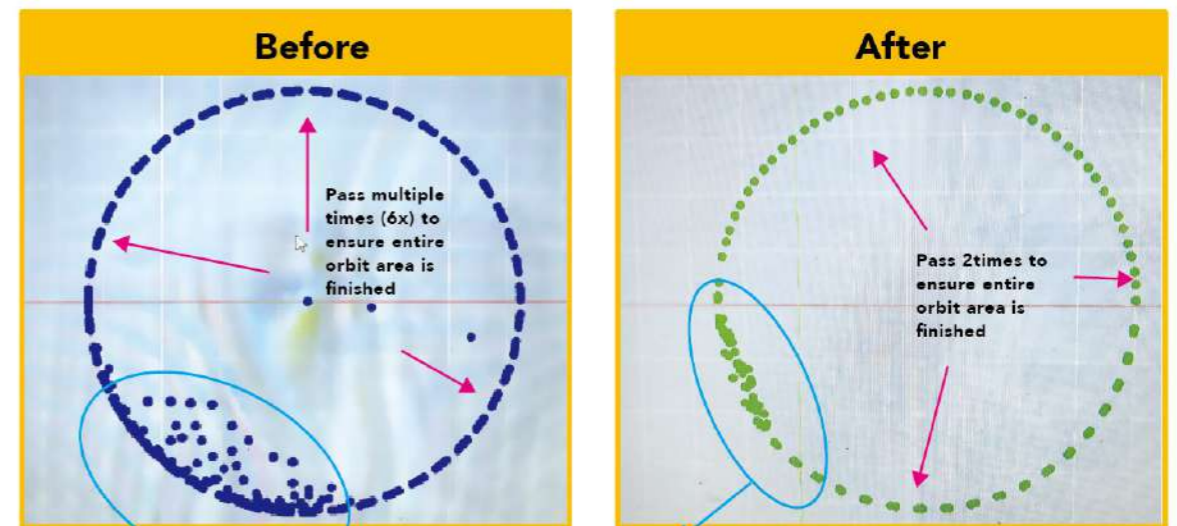 Before
Pass multiple
times (6x) to
ensure entire
orbit area is
finished
After
Pass 2times to
ensure entire
orbit area is
finished